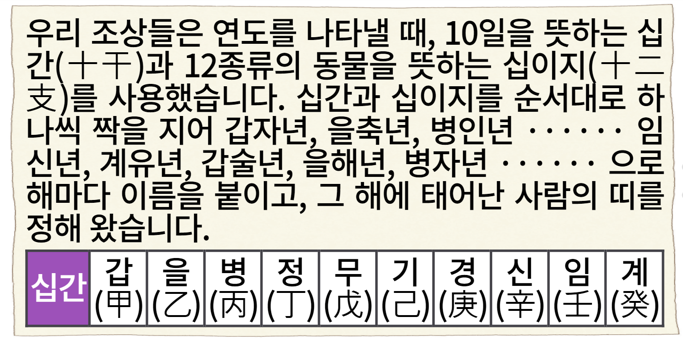 우리 조상들은 연도를 나타낼 때, 10일을 뜻하는 십
간(十干)과 12종류의 동물을 뜻하는 십이지(十二
支)를 사용했습니다. 십간과 십이지를 순서대로 하
나씩 짝을 지어 갑자년, 을축년, 병인년 ⋯⋯ 임
신년, 계유년, 갑술년, 을해년, 병자년 ⋯⋯ 으로
해마다 이름을 붙이고, 그 해에 태어난 사람의 띠를
정해 왔습니다.
십간 갑(甲) 을(乙) 병(丙) 정(丁) 무(戊) 기(己) 경(庚) 신(辛) 임(壬) 계(癸)